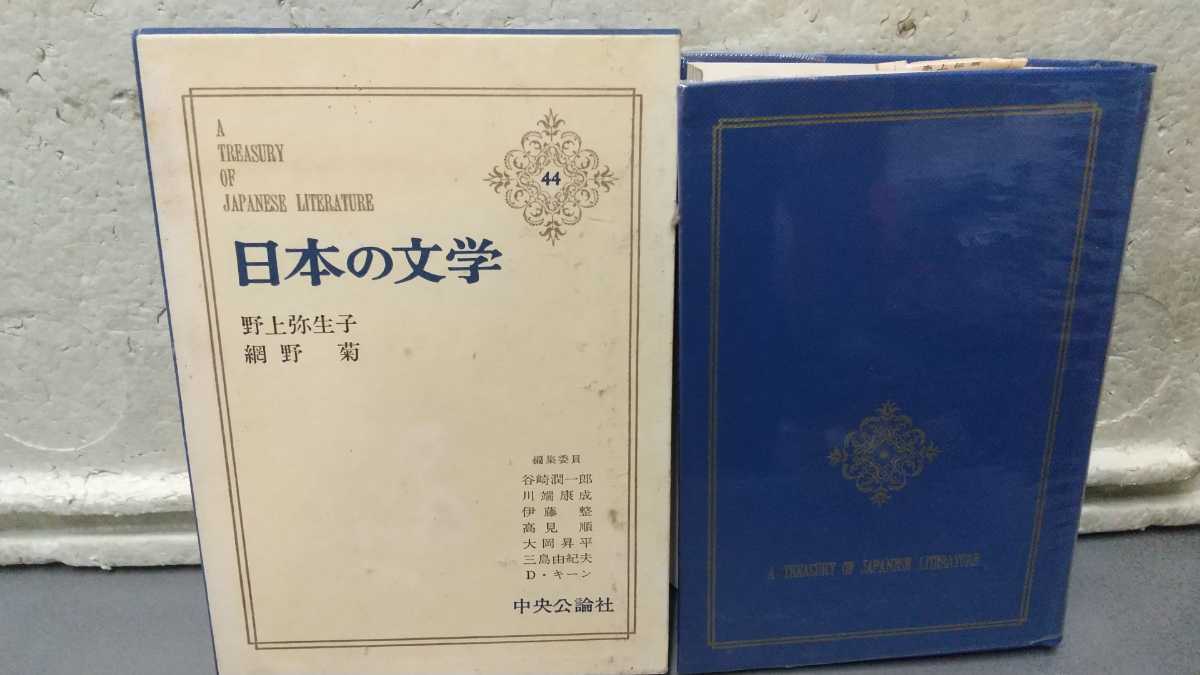 A
TREASURY
OF
JAPANESE LITERATURE
44
日本の文学
野上弥生子
網野 菊
編集委員
谷崎潤一郎
川端康成
伊藤 整
高見 順
大岡昇平
三島由紀夫
D・キーン
中央公論社
A TREASURY OF JAPANESE LITERATURE